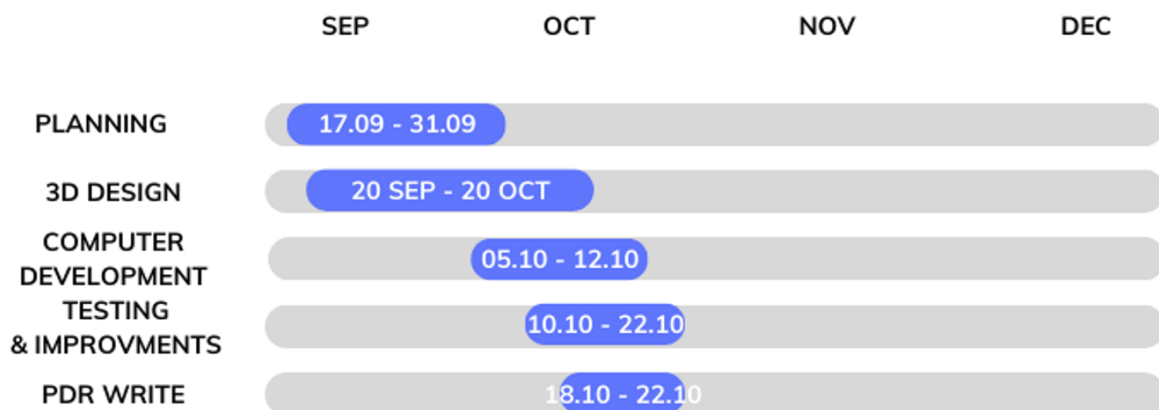 SEP OCT NOV DEC
PLANNING 17.09 - 31.09
3D DESIGN 20 SEP - 20 OCT
COMPUTER
DEVELOPMENT 05.10 - 12.10
TESTING
& IMPROVMENTS 10.10 - 22.10
PDR WRITE 18.10 - 22.10